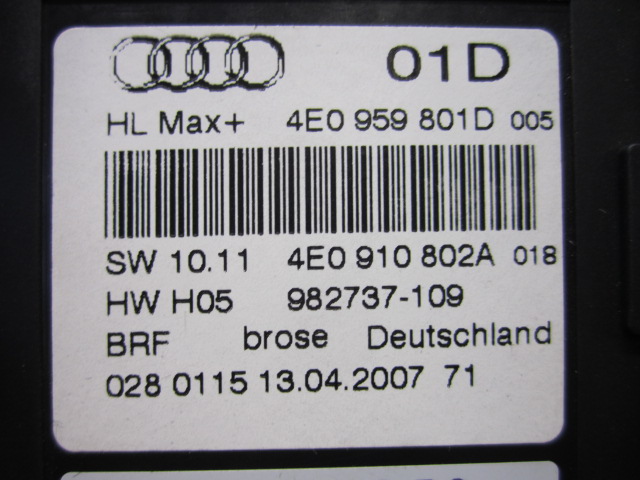 01D
HL Max+ 4E0 959 801D 005
SW 10.11 4E0 910 802A 018
HW H05 982737-109
BRF brose Deutschland
028 0115 13.04.2007 71